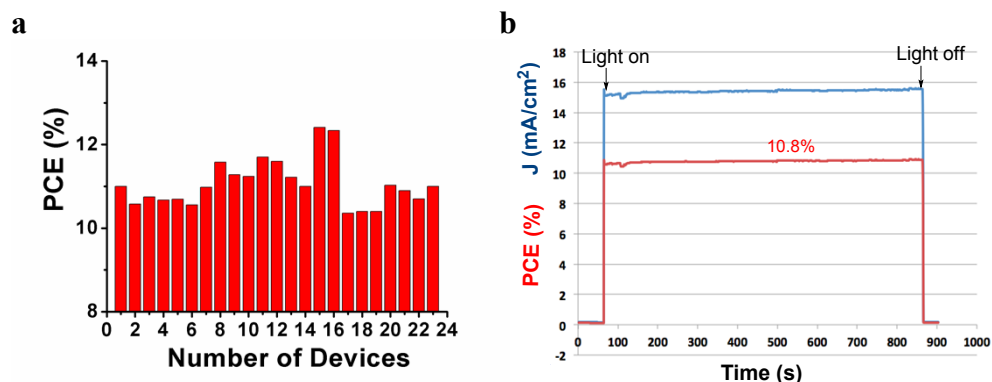 a
PCE (%)
14
12
10
8
0 2 4 6 8 10 12 14 16 18 20 22 24
Number of Devices
b
J (mA/cm2)
PCE (%)
18
16
14
12
10
8
6
4
2
0
-2
Light on
Light off
10.8%
0 100 200 300 400 500 600 700 800 900 1000
Time (s)